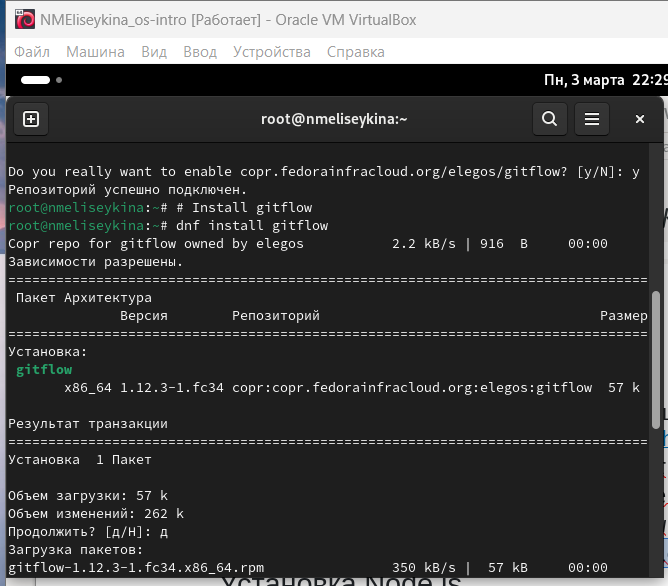 NMEliseykina_os-intro [Работает] - Oracle VM VirtualBox
Файл Машина Вид Ввод Устройства Справка
Пн, 3 марта 22:29
root@nmeliseykina:~
Do you really want to enable copr.fedorainfracloud.org/elegos/gitflow? [y/N]: y
Репозиторий успешно подключен.
root@nmeliseykina:~# # Install gitflow
root@nmeliseykina:~# dnf install gitflow
Copr repo for gitflow owned by elegos 2.2 kB/s | 916 B 00:00
Зависимости разрешены.
================================================================================
Пакет Архитектура
Версия Репозиторий Размер
================================================================================
Установка:
gitflow
x86_64 1.12.3-1.fc34 copr:copr.fedorainfracloud.org:elegos:gitflow 57 k
Результат транзакции
================================================================================
Установка 1 Пакет
Объем загрузки: 57 k
Объем изменений: 262 k
Продолжить? [д/Н]: д
Загрузка пакетов:
gitflow-1.12.3-1.fc34.x86_64.rpm 350 kB/s | 57 kB 00:00
Установка Node.js